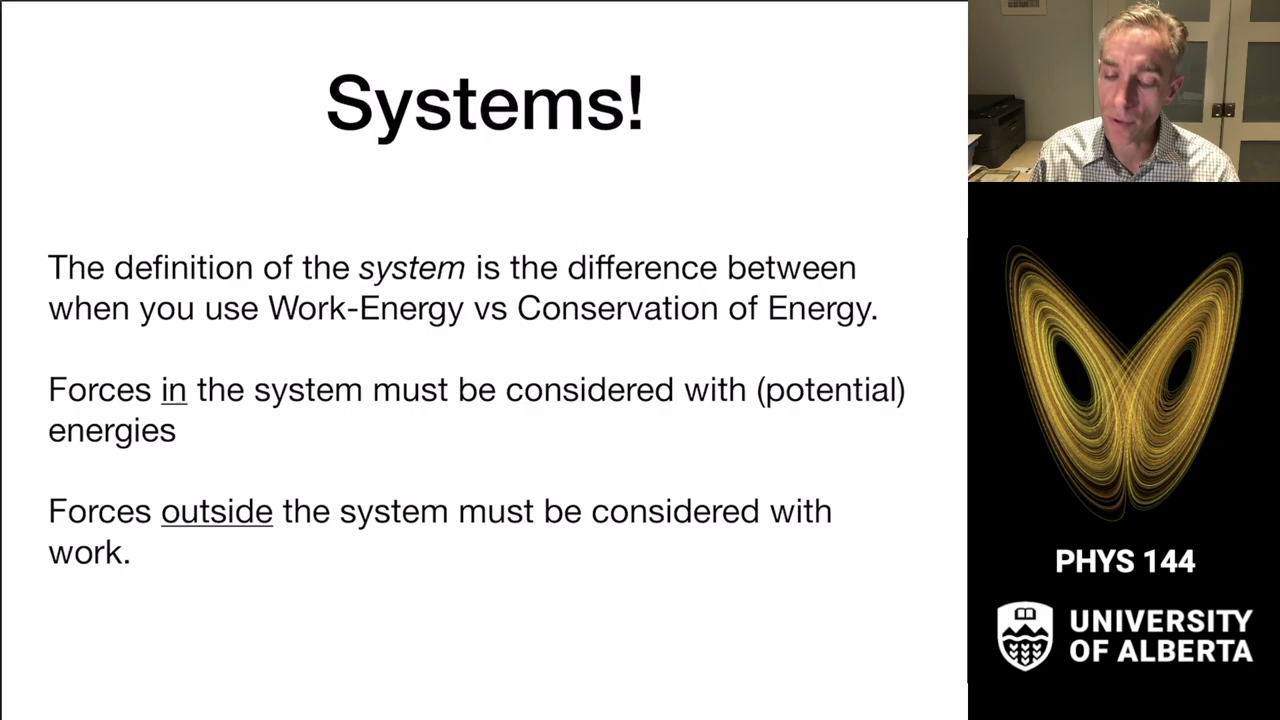 Systems!
The definition of the system is the difference between
when you use Work-Energy vs Conservation of Energy.
Forces in the system must be considered with (potential)
energies
Forces outside the system must be considered with
work.
PHYS 144
UNIVERSITY
OF ALBERTA